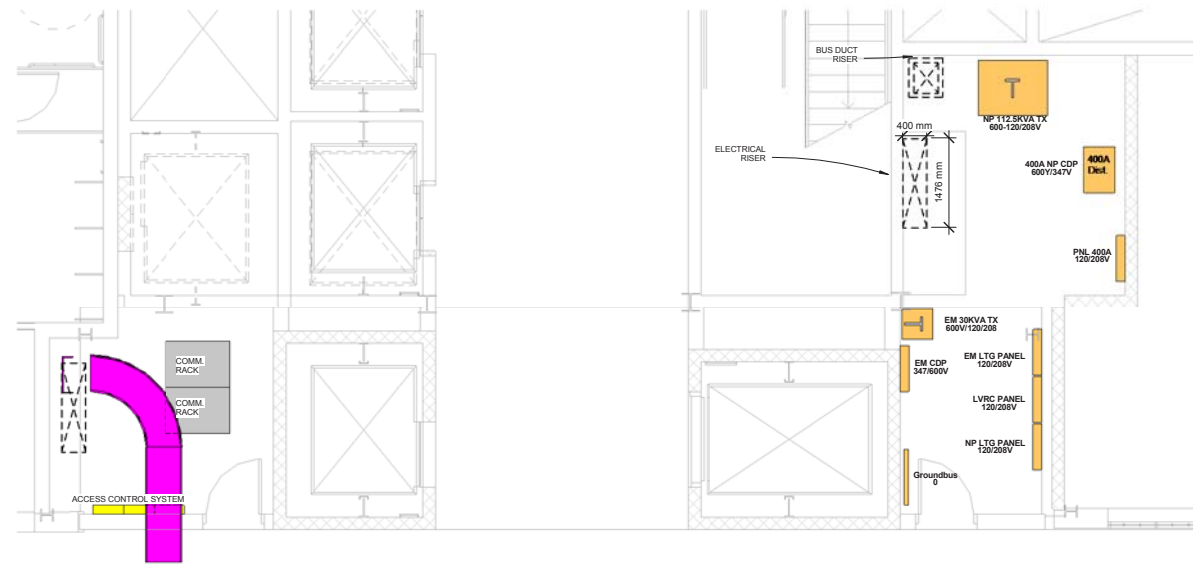 BUS DUCT
RISER
NP 112.5KVA TX
600-120/208V
400 mm
ELECTRICAL
RISER
1476 mm
400A NP CDP
600Y/347V
400A
Dist.
PNL 400A
120/208V
EM 30KVA TX
600V/120/208
EM CDP
347/600V
EM LTG PANEL
120/208V
LVRC PANEL
120/208V
NP LTG PANEL
120/208V
Groundbus
0
COMM.
RACK
COMM.
RACK
ACCESS CONTROL SYSTEM